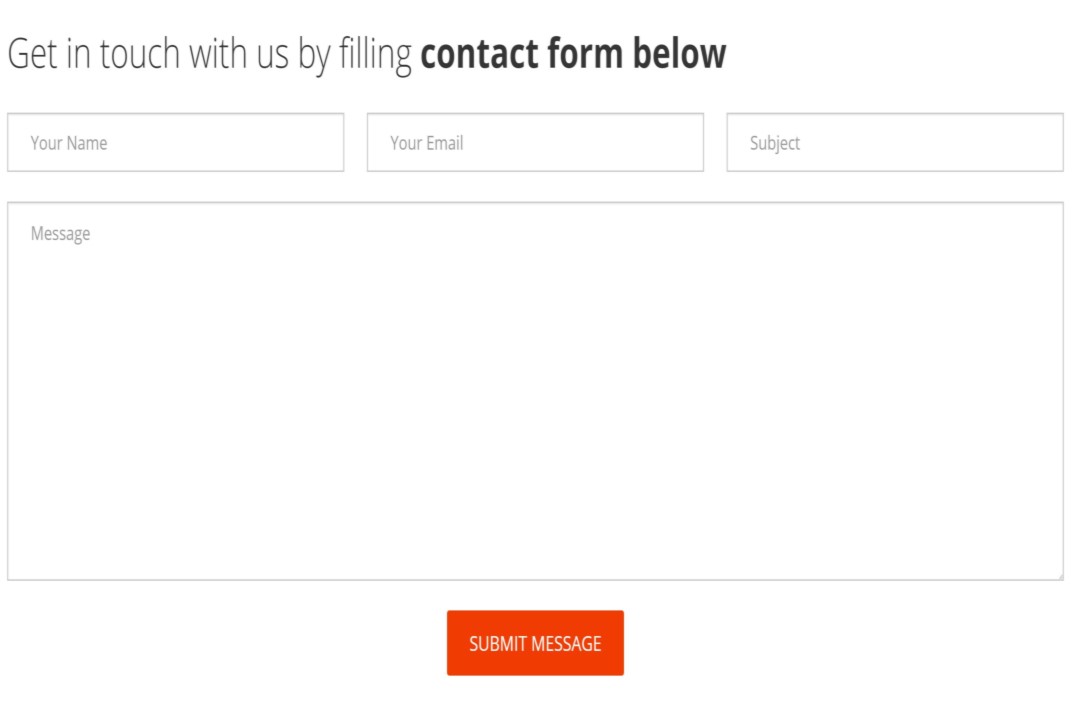 Get in touch with us by filling contact form below
Your Name Your Email Subject
Message
SUBMIT MESSAGE